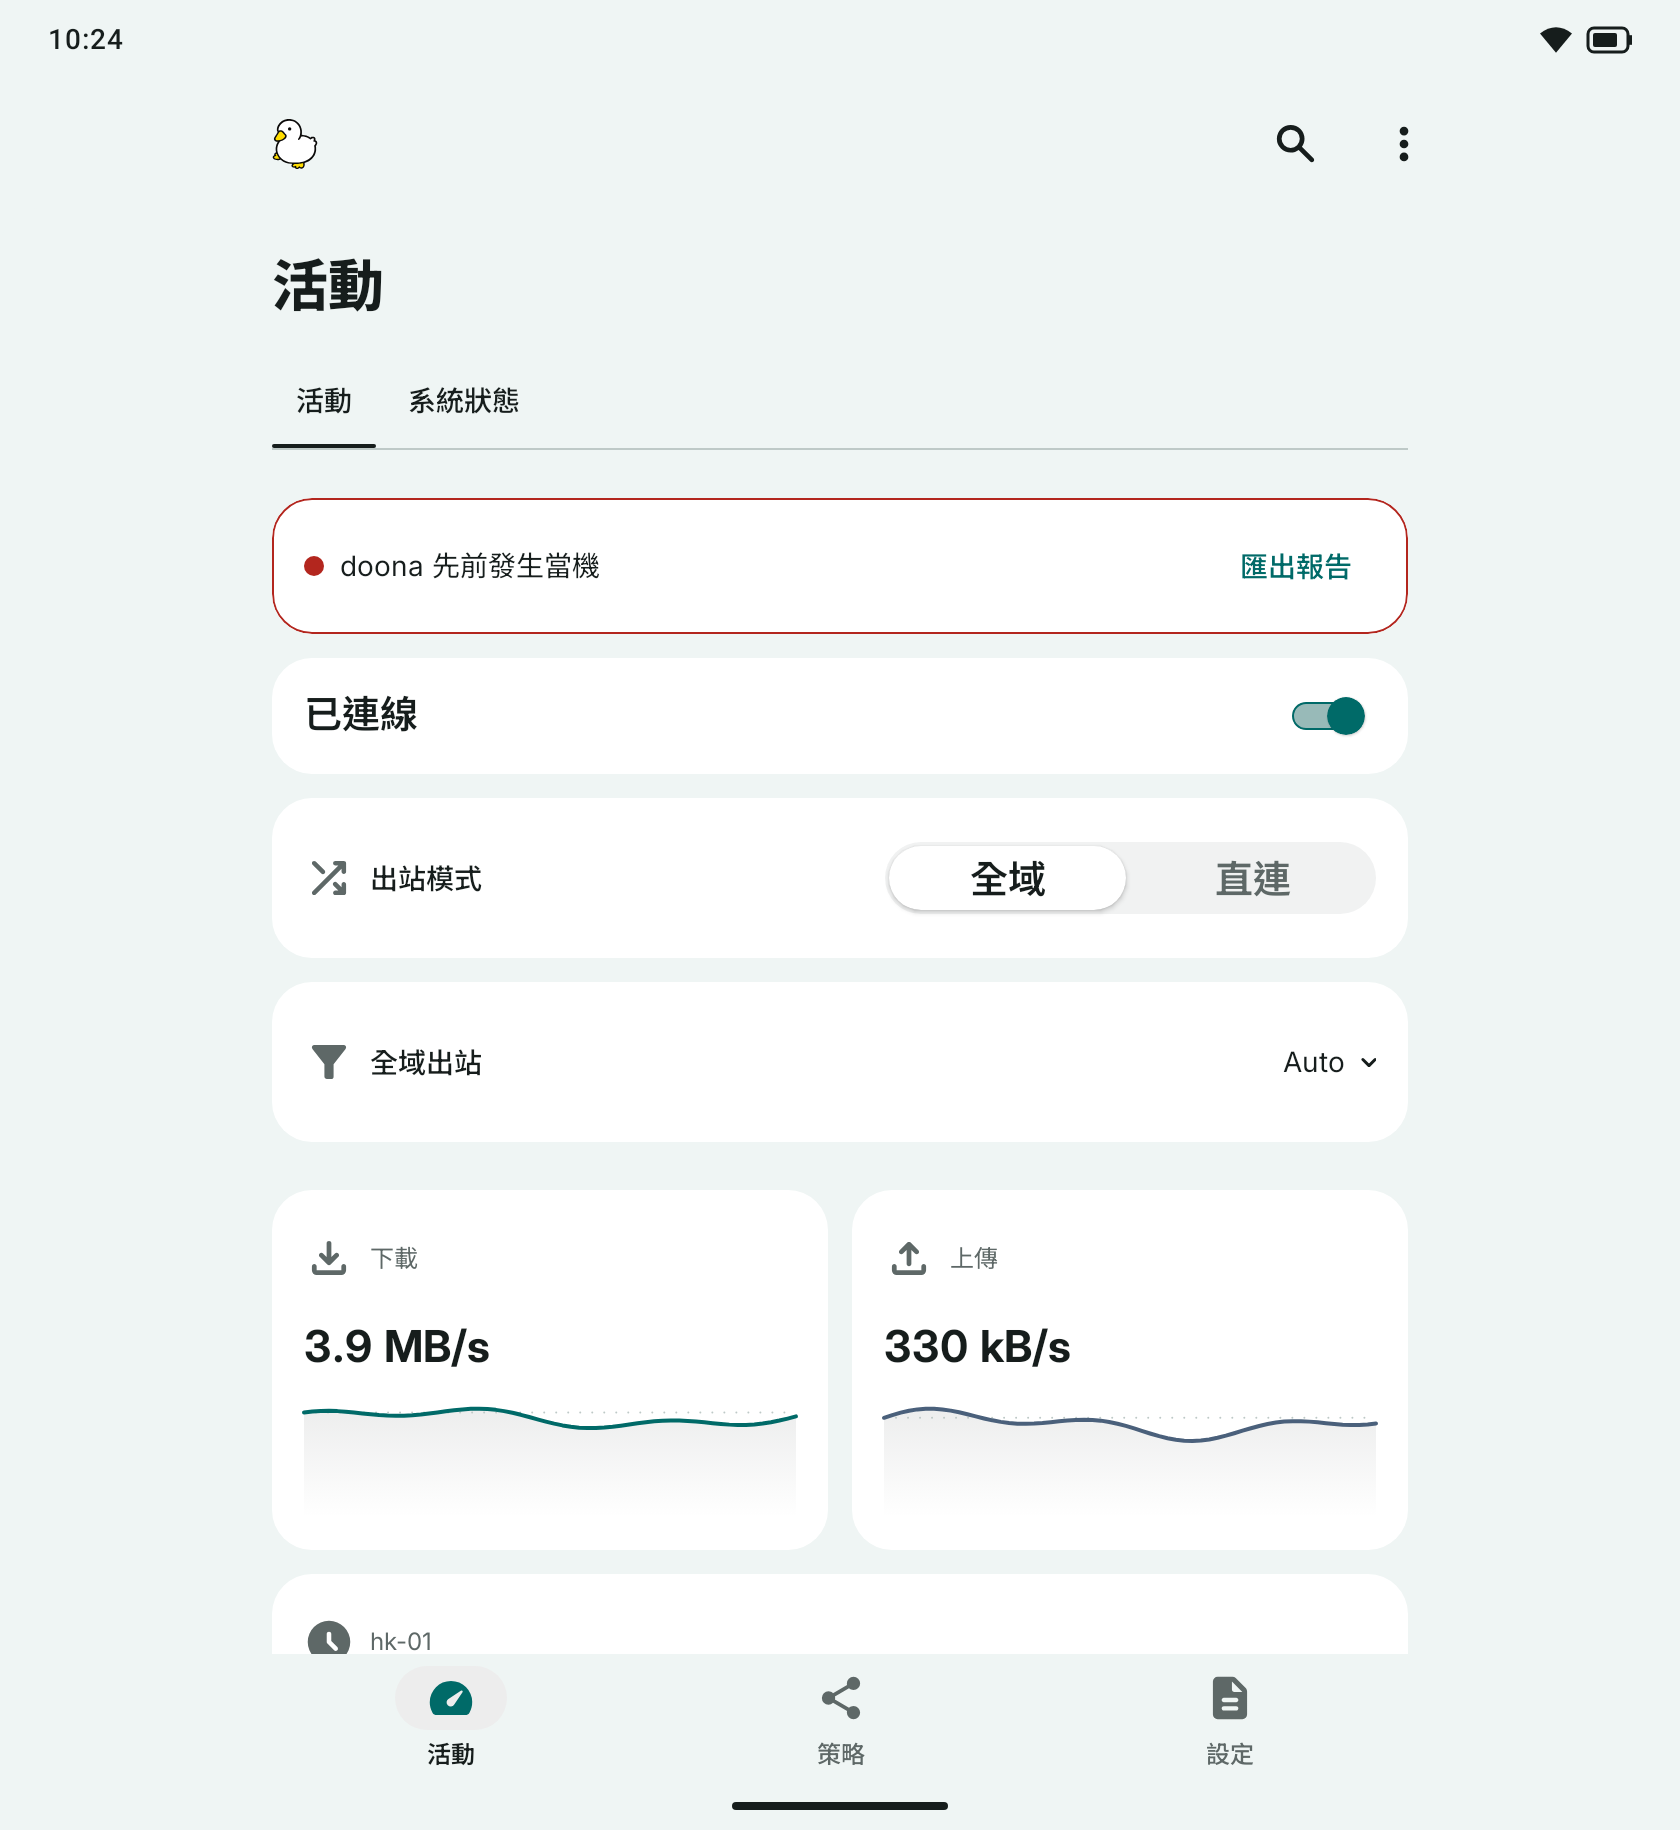 10:24
活動
活動
系統狀態
doona 先前發生當機
匯出報告
已連線
出站模式
全域
直連
全域出站
Auto
下載
上傳
3.9 MB/s
330 kB/s
hk-01
活動
策略
設定